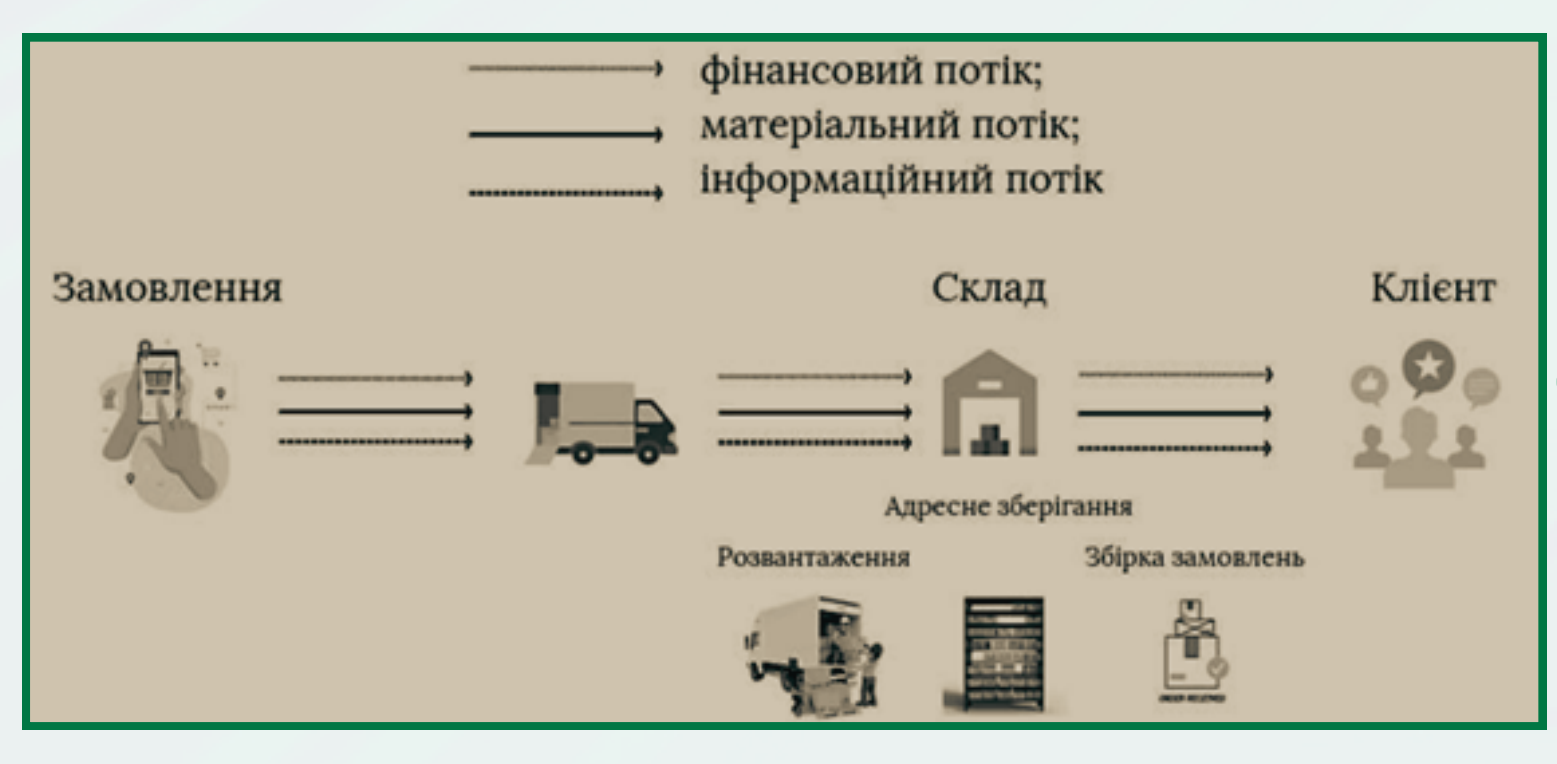 фінансовий потік;
матеріальний потік;
інформаційний потік
Замовлення
Склад
Клієнт
Адресне зберігання
Розвантаження
Збірка замовлень